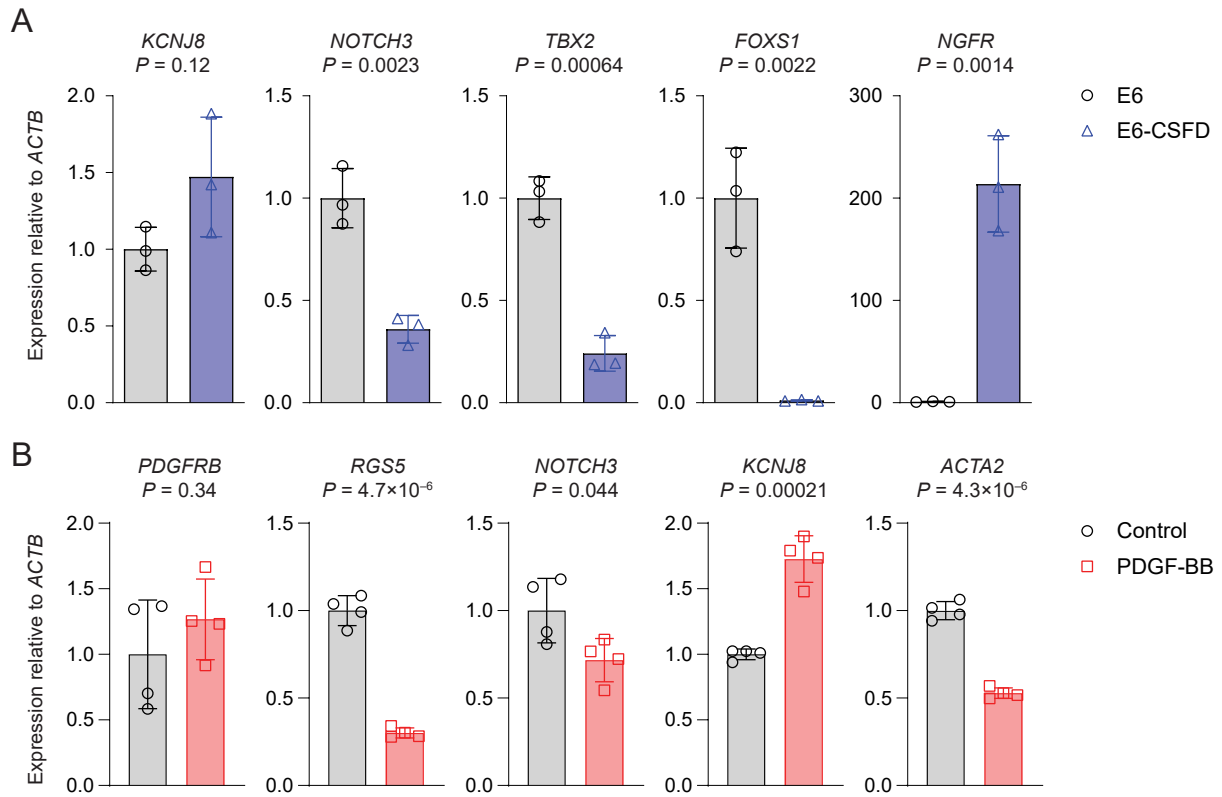 A
KCNJ8
P = 0.12
NOTCH3
P = 0.0023
TBX2
P = 0.00064
FOXS1
P = 0.0022
NGFR
P = 0.0014
Expression relative to ACTB
2.0
1.5
1.0
0.5
0.0
1.5
1.0
0.5
0.0
1.5
1.0
0.5
0.0
1.5
1.0
0.5
0.0
300
200
100
0
E6
E6-CSFD
B
PDGFRB
P = 0.34
RGS5
P = 4.7×10⁻⁶
NOTCH3
P = 0.044
KCNJ8
P = 0.00021
ACTA2
P = 4.3×10⁻⁶
Expression relative to ACTB
2.0
1.5
1.0
0.5
0.0
1.5
1.0
0.5
0.0
1.5
1.0
0.5
0.0
2.0
1.5
1.0
0.5
0.0
1.5
1.0
0.5
0.0
Control
PDGF-BB